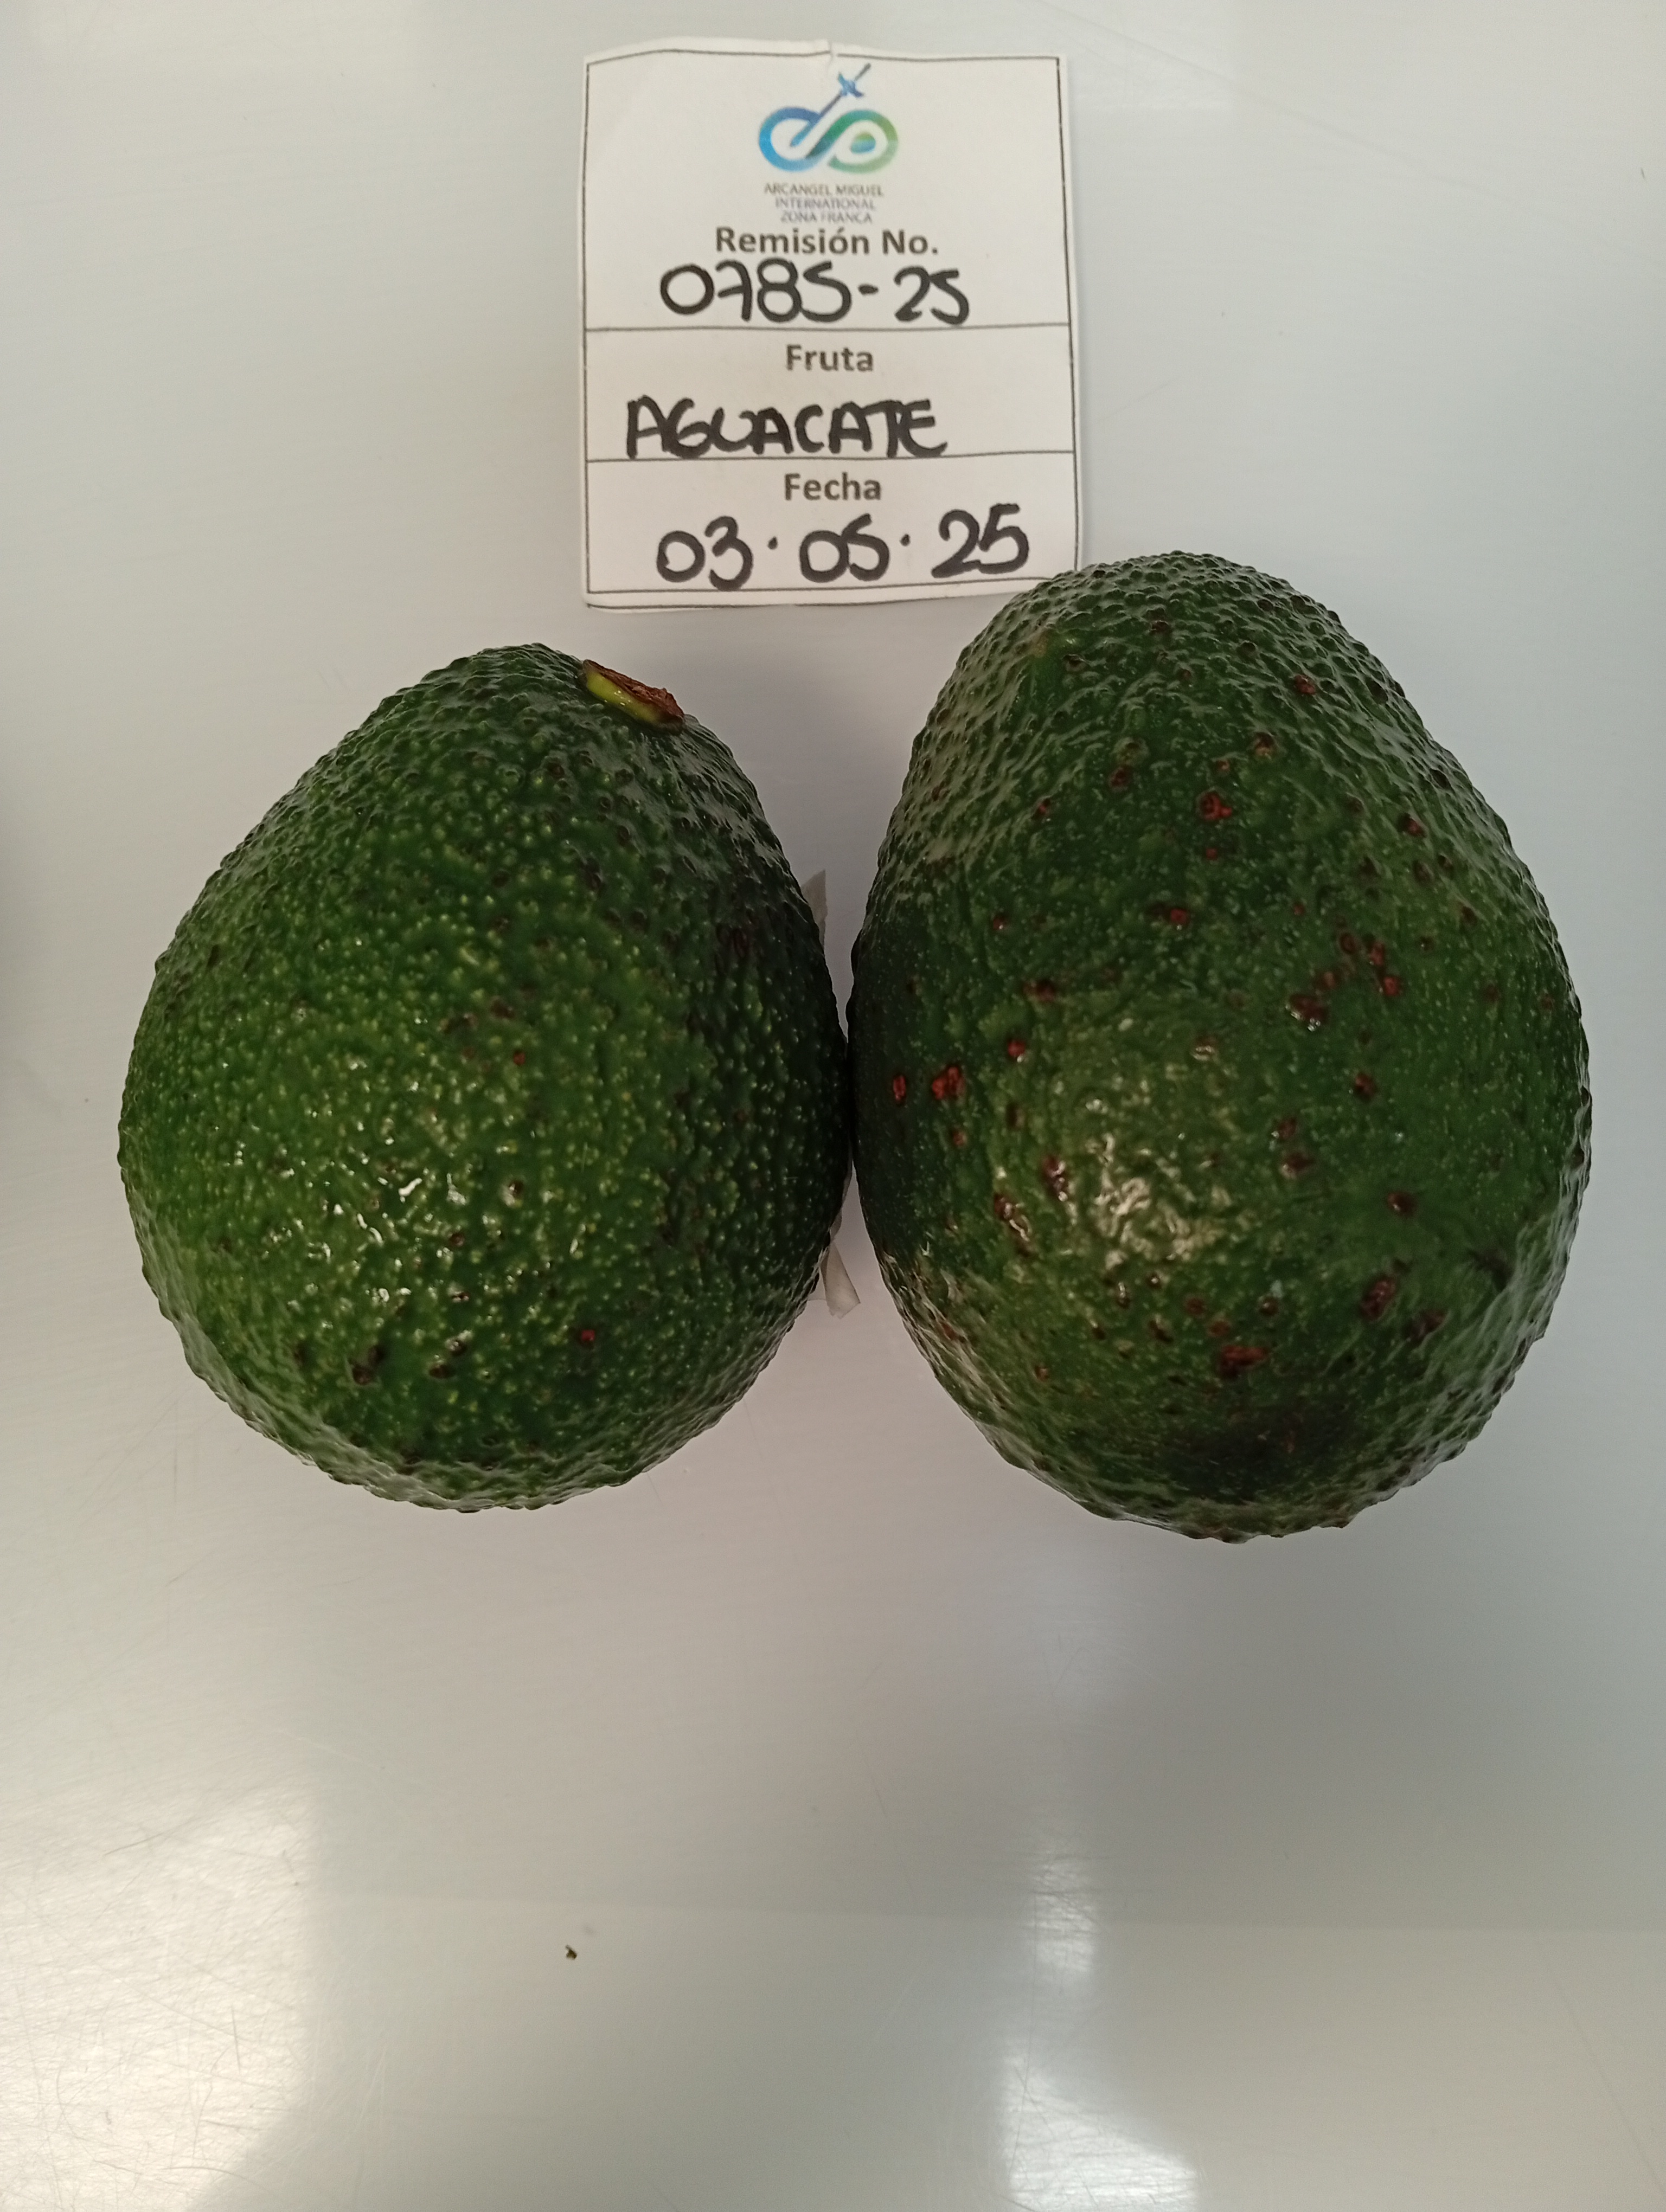 ARCANGEL MIGUEL
INTERNATIONAL
ZONA FRANCA
Remisión No.
0785-25
Fruta
AGUACATE
Fecha
03.05.25